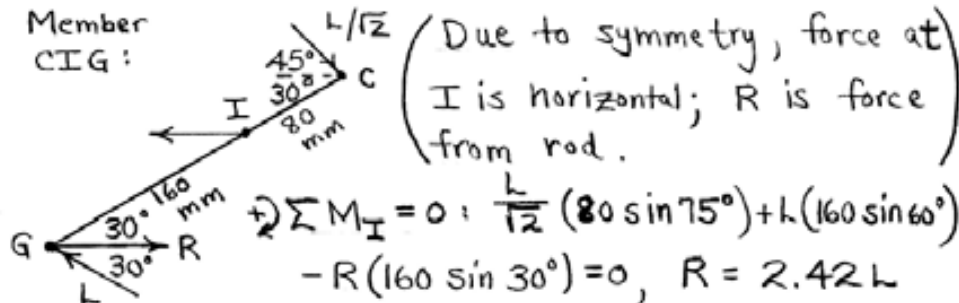 Member
CIG :
L/√2
45°
30°
C
I
80
mm
160
mm
G
30°
R
30°
L
(Due to symmetry, force at
I is horizontal; R is force
from rod.)
+↻ΣM_I = 0 : L/√2 (80 sin 75°) + L(160 sin 60°)
- R(160 sin 30°) = 0, R = 2.42 L